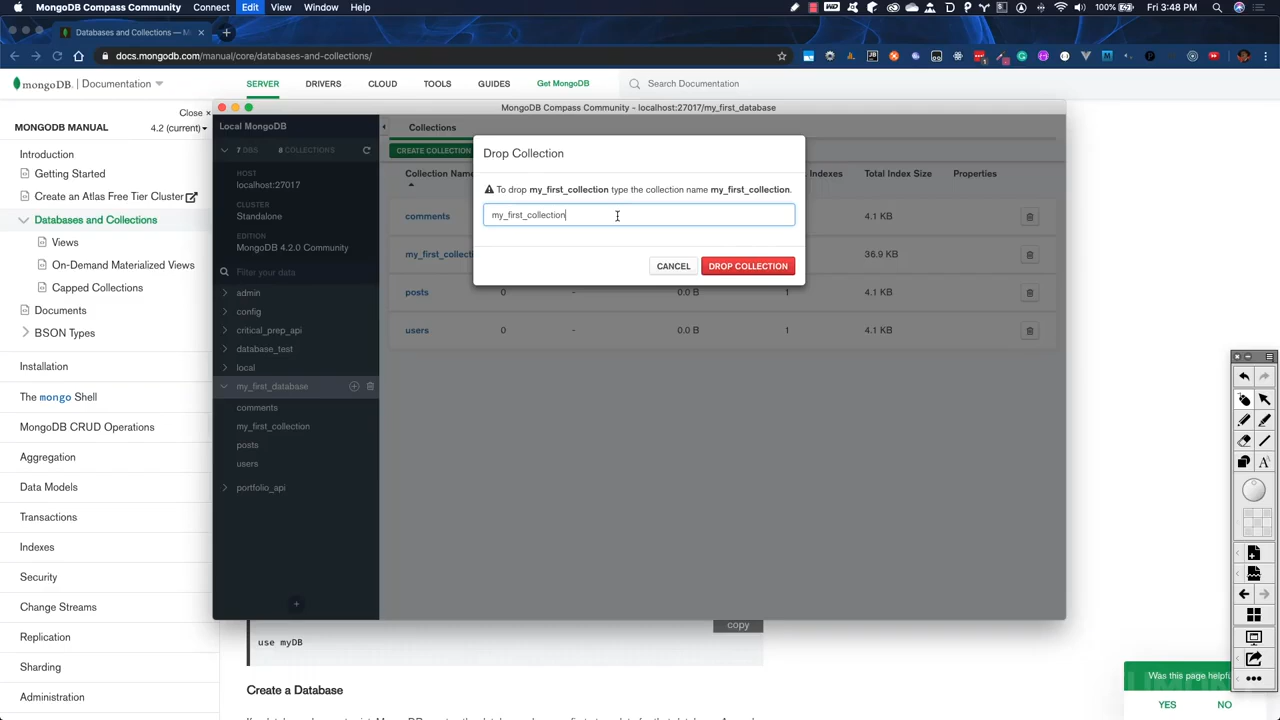 MongoDB Compass Community Connect Edit View Window Help
100% Fri 3:48 PM
Databases and Collections — M
docs.mongodb.com/manual/core/databases-and-collections/
mongoDB. | Documentation
SERVER DRIVERS CLOUD TOOLS GUIDES Get MongoDB Search Documentation
Close ×
MONGODB MANUAL 4.2 (current)
Introduction
Getting Started
Create an Atlas Free Tier Cluster
Databases and Collections
Views
On-Demand Materialized Views
Capped Collections
Documents
BSON Types
Installation
The mongo Shell
MongoDB CRUD Operations
Aggregation
Data Models
Transactions
Indexes
Security
Change Streams
Replication
Sharding
Administration
MongoDB Compass Community - localhost:27017/my_first_database
Local MongoDB
7 DBS 8 COLLECTIONS
HOST
localhost:27017
CLUSTER
Standalone
EDITION
MongoDB 4.2.0 Community
Filter your data
admin
config
critical_prep_api
database_test
local
my_first_database
comments
my_first_collection
posts
users
portfolio_api
Collections
CREATE COLLECTION
Collection Name Indexes Total Index Size Properties
comments 4.1 KB
my_first_collecti 36.9 KB
posts 0 - 0.0 B 1 4.1 KB
users 0 - 0.0 B 1 4.1 KB
Drop Collection
To drop my_first_collection type the collection name my_first_collection.
my_first_collection
CANCEL DROP COLLECTION
copy
use myDB
Create a Database
Was this page helpfu
YES NO